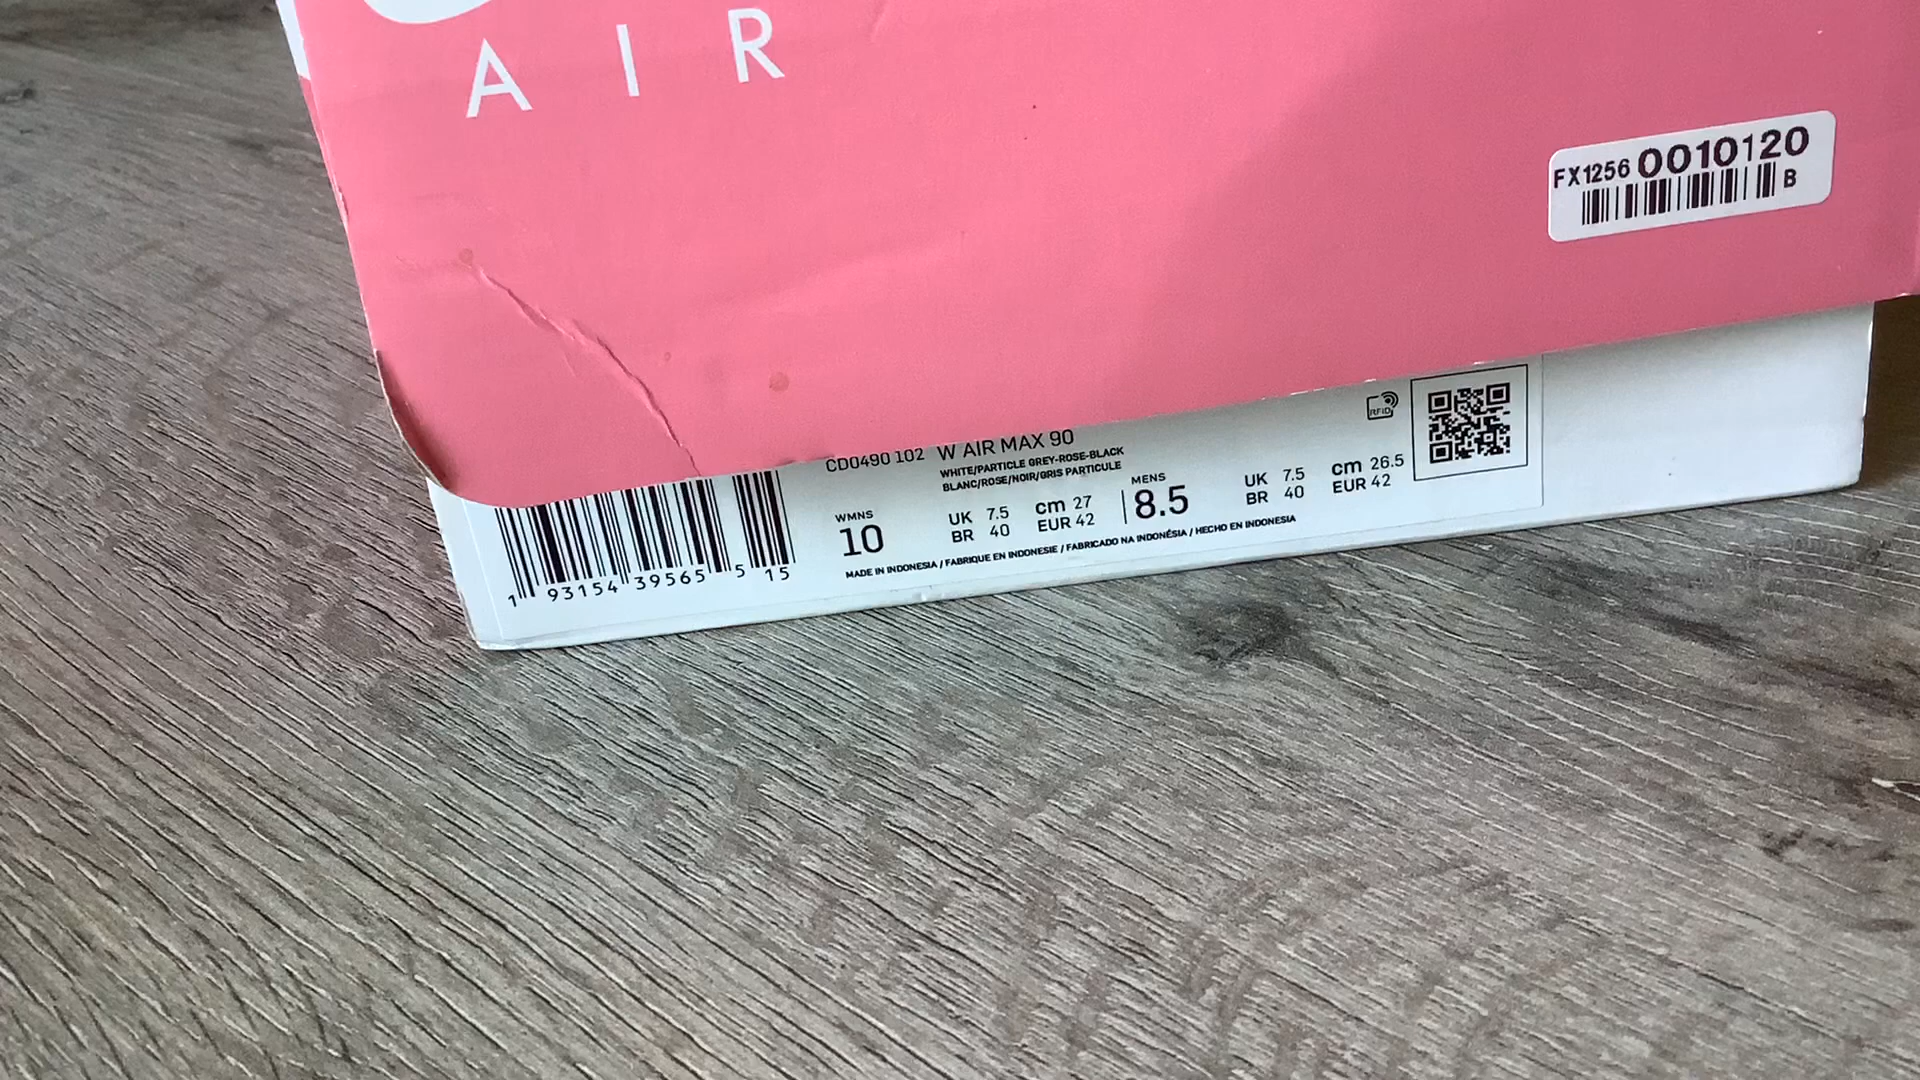 AIR
FX1256 0010120
B
CD0490 102 W AIR MAX 90
WHITE/PARTICLE GREY-ROSE-BLACK
BLANC/ROSE/NOIR/GRIS PARTICULE
WMNS
10
UK 7.5
BR 40
cm 27
EUR 42
MENS
8.5
UK 7.5
BR 40
cm 26.5
EUR 42
RFID
MADE IN INDONESIA / FABRIQUE EN INDONESIE / FABRICADO NA INDONÉSIA / HECHO EN INDONESIA
1 93154 39565 5 15